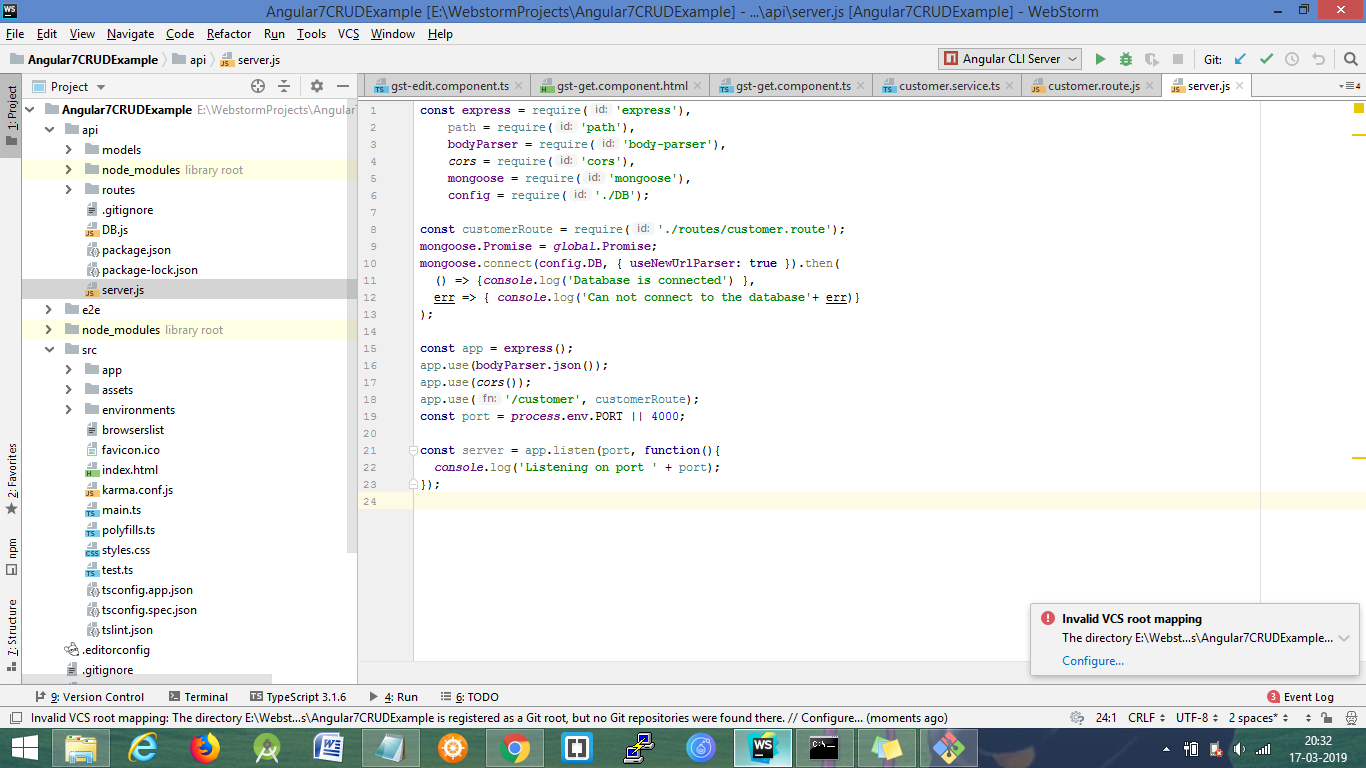 Angular7CRUDExample [E:\WebstormProjects\Angular7CRUDExample] - ...\api\server.js [Angular7CRUDExample] - WebStorm
File Edit View Navigate Code Refactor Run Tools VCS Window Help
Angular7CRUDExample api server.js Angular CLI Server Git:
Project
gst-edit.component.ts gst-get.component.html gst-get.component.ts customer.service.ts customer.route.js server.js 4
1: Project
2: Favorites
npm
7: Structure
Angular7CRUDExample E:\WebstormProjects\Angular
api
models
node_modules library root
routes
.gitignore
DB.js
package.json
package-lock.json
server.js
e2e
node_modules library root
src
app
assets
environments
browserslist
favicon.ico
index.html
karma.conf.js
main.ts
polyfills.ts
styles.css
test.ts
tsconfig.app.json
tsconfig.spec.json
tslint.json
.editorconfig
.gitignore
1 const express = require( id: 'express'),
2 path = require( id: 'path'),
3 bodyParser = require( id: 'body-parser'),
4 cors = require( id: 'cors'),
5 mongoose = require( id: 'mongoose'),
6 config = require( id: './DB');
7
8 const customerRoute = require( id: './routes/customer.route');
9 mongoose.Promise = global.Promise;
10 mongoose.connect(config.DB, { useNewUrlParser: true }).then(
11 () => {console.log('Database is connected') },
12 err => { console.log('Can not connect to the database'+ err)}
13 );
14
15 const app = express();
16 app.use(bodyParser.json());
17 app.use(cors());
18 app.use( fn: '/customer', customerRoute);
19 const port = process.env.PORT || 4000;
20
21 const server = app.listen(port, function(){
22 console.log('Listening on port ' + port);
23 });
24
Invalid VCS root mapping
The directory E:\Webst...s\Angular7CRUDExample...
Configure...
9: Version Control Terminal TypeScript 3.1.6 4: Run 6: TODO 3 Event Log
Invalid VCS root mapping: The directory E:\Webst...s\Angular7CRUDExample is registered as a Git root, but no Git repositories were found there. // Configure... (moments ago) 24:1 CRLF UTF-8 2 spaces*
20:32
17-03-2019